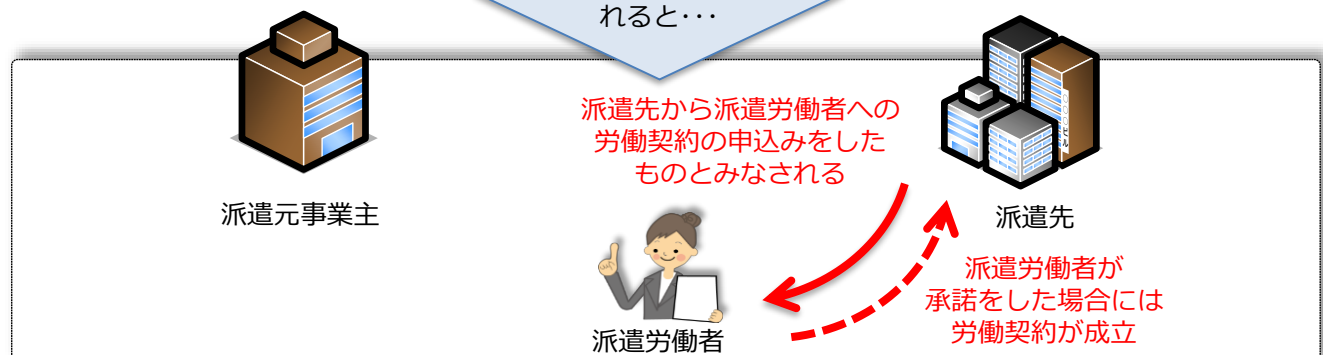 れると･･･
派遣先から派遣労働者への
労働契約の申込みをした
ものとみなされる
派遣元事業主
派遣先
派遣労働者が
承諾をした場合には
労働契約が成立
派遣労働者